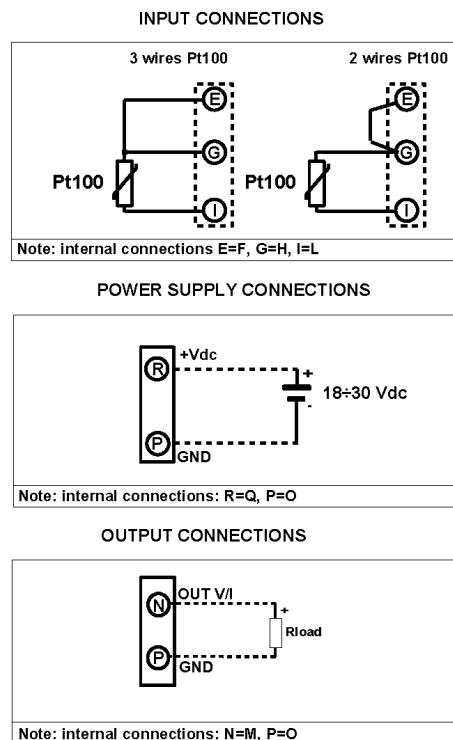 INPUT CONNECTIONS
3 wires Pt100
2 wires Pt100
E
E
G
G
Pt100
Pt100
I
I
Note: internal connections E=F, G=H, I=L
POWER SUPPLY CONNECTIONS
+Vdc
R
+
18÷30 Vdc
-
P
GND
Note: internal connections: R=Q, P=O
OUTPUT CONNECTIONS
OUT V/I
N
+
Rload
P
GND
Note: internal connections: N=M, P=O